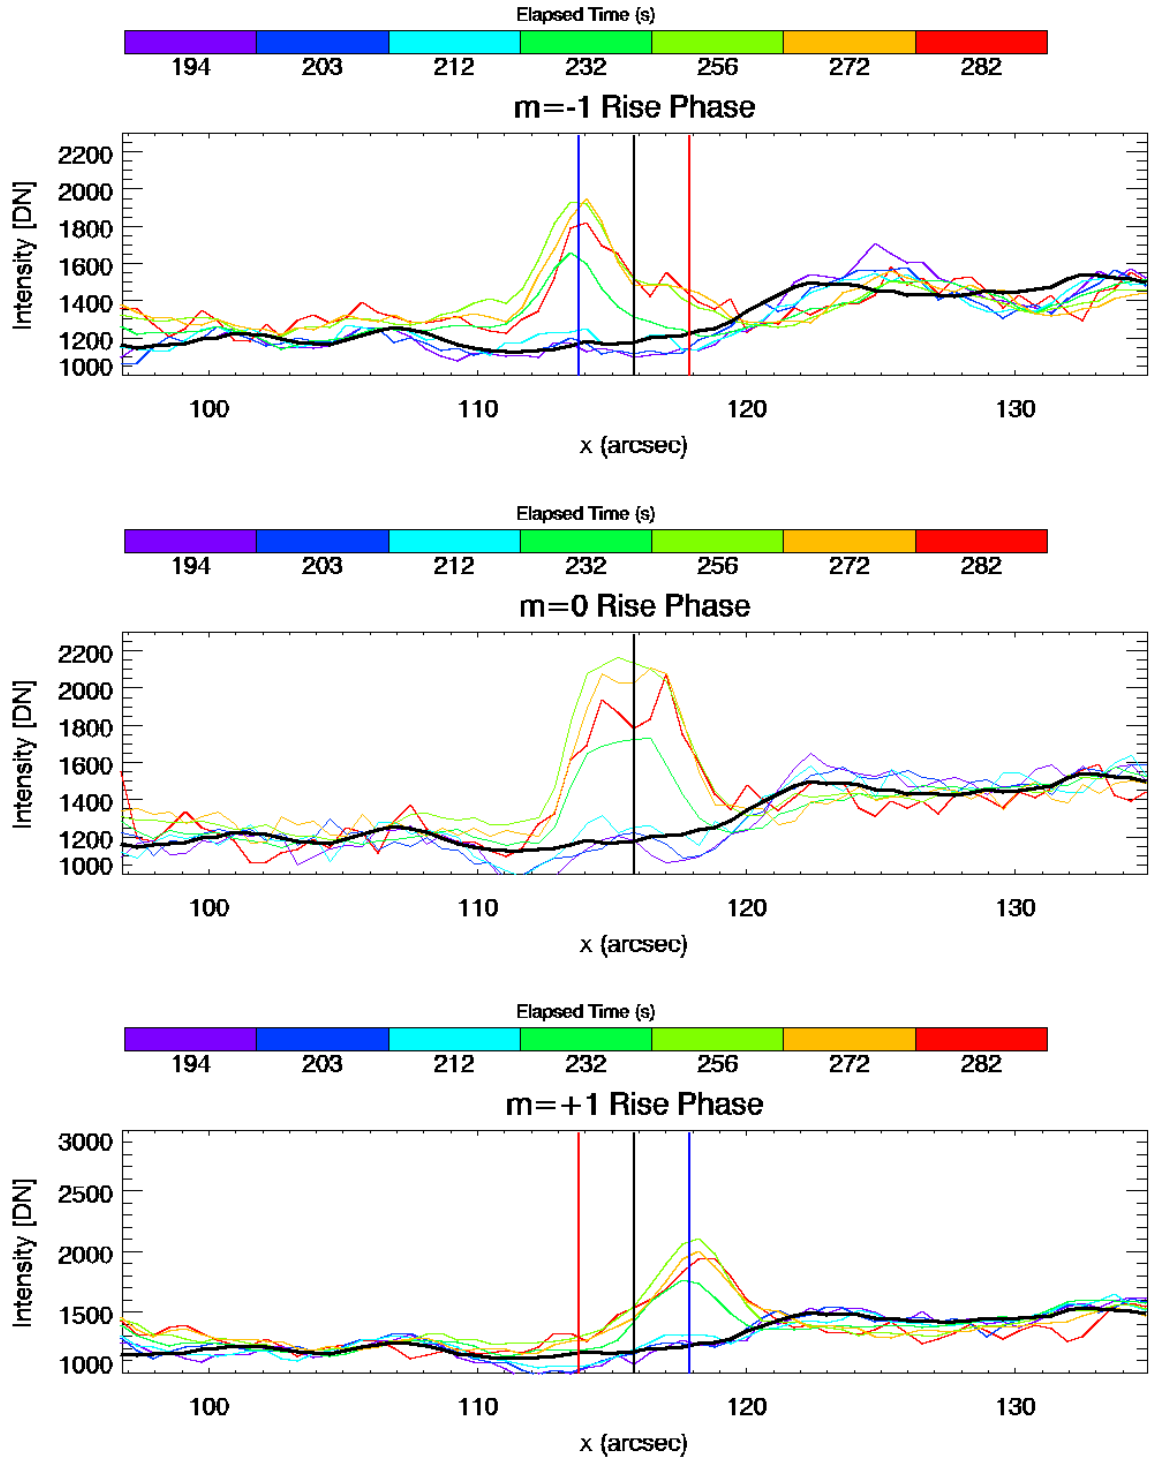 Elapsed Time (s)
194 203 212 232 256 272 282
m=-1 Rise Phase
Intensity [DN]
2200
2000
1800
1600
1400
1200
1000
100 110 120 130
x (arcsec)
Elapsed Time (s)
194 203 212 232 256 272 282
m=0 Rise Phase
Intensity [DN]
2200
2000
1800
1600
1400
1200
1000
100 110 120 130
x (arcsec)
Elapsed Time (s)
194 203 212 232 256 272 282
m=+1 Rise Phase
Intensity [DN]
3000
2500
2000
1500
1000
100 110 120 130
x (arcsec)